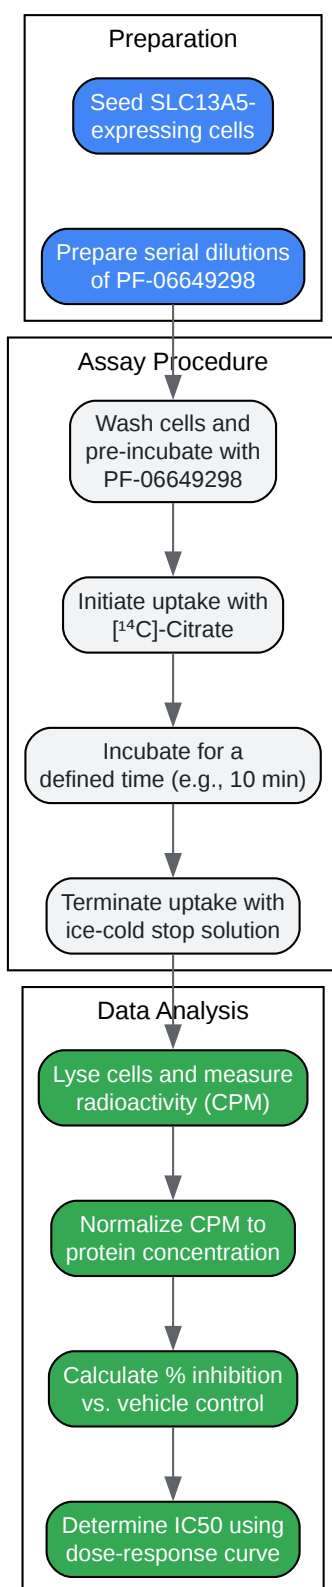 Preparation
Seed SLC13A5-
expressing cells
Prepare serial dilutions
of PF-06649298
Assay Procedure
Wash cells and
pre-incubate with
PF-06649298
Initiate uptake with
[¹⁴C]-Citrate
Incubate for a
defined time (e.g., 10 min)
Terminate uptake with
ice-cold stop solution
Data Analysis
Lyse cells and measure
radioactivity (CPM)
Normalize CPM to
protein concentration
Calculate % inhibition
vs. vehicle control
Determine IC50 using
dose-response curve